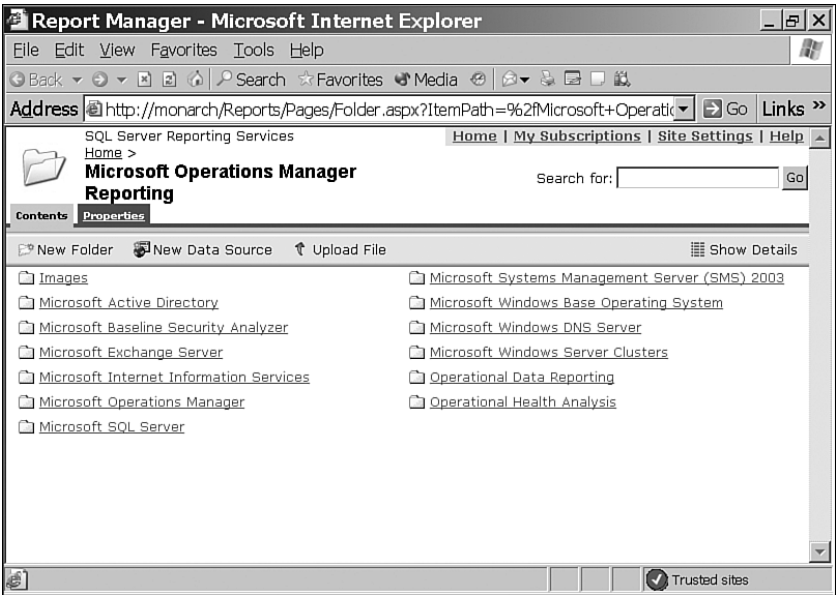 Report Manager - Microsoft Internet Explorer
File Edit View Favorites Tools Help
Back Search Favorites Media
Address http://monarch/Reports/Pages/Folder.aspx?ItemPath=%2fMicrosoft+Operatic Go Links »
SQL Server Reporting Services
Home | My Subscriptions | Site Settings | Help
Home >
Microsoft Operations Manager
Reporting
Search for: Go
Contents Properties
New Folder New Data Source Upload File Show Details
Images
Microsoft Active Directory
Microsoft Baseline Security Analyzer
Microsoft Exchange Server
Microsoft Internet Information Services
Microsoft Operations Manager
Microsoft SQL Server
Microsoft Systems Management Server (SMS) 2003
Microsoft Windows Base Operating System
Microsoft Windows DNS Server
Microsoft Windows Server Clusters
Operational Data Reporting
Operational Health Analysis
Trusted sites